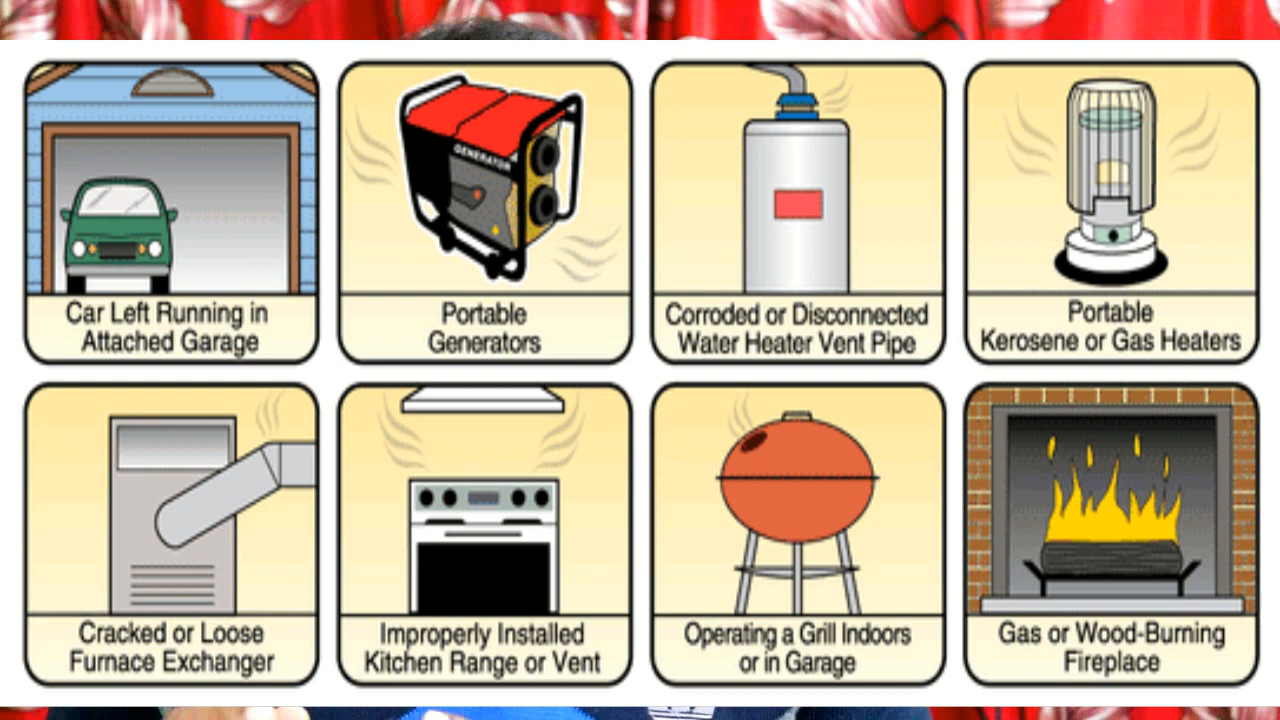 Car Left Running in
Attached Garage
GENERATOR
Portable
Generators
Corroded or Disconnected
Water Heater Vent Pipe
Portable
Kerosene or Gas Heaters
Cracked or Loose
Furnace Exchanger
Improperly Installed
Kitchen Range or Vent
Operating a Grill Indoors
or in Garage
Gas or Wood-Burning
Fireplace